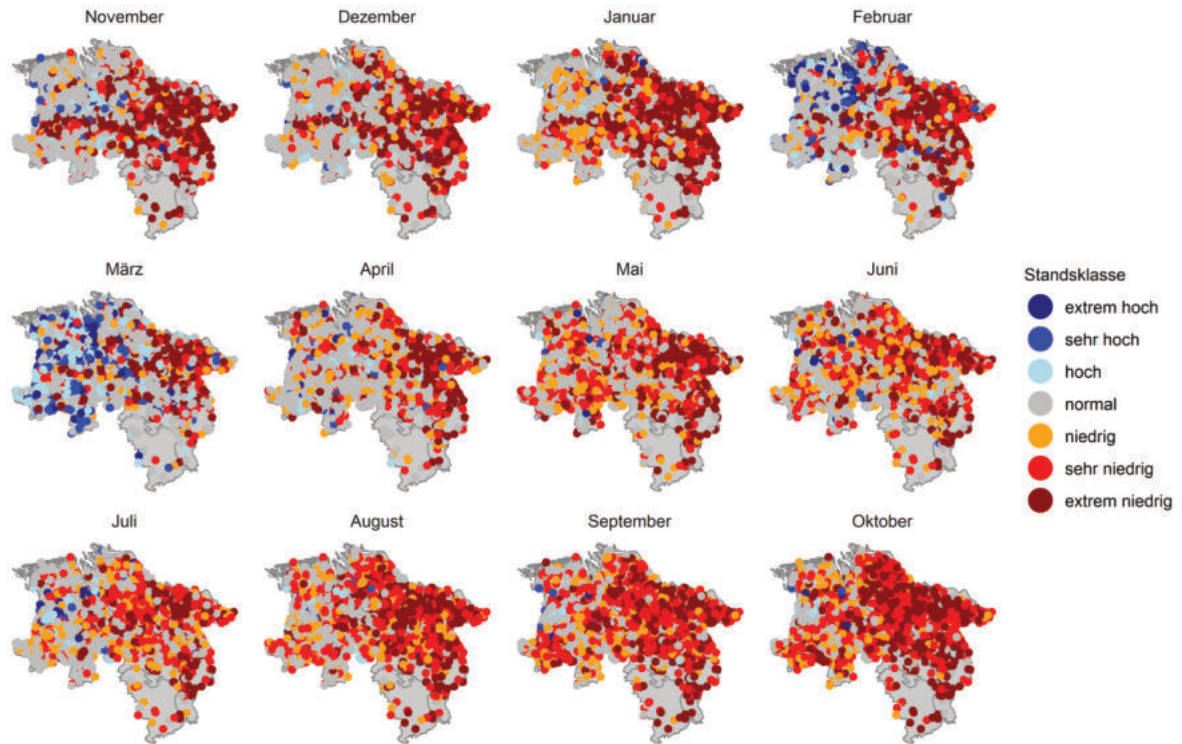 November
Dezember
Januar
Februar
März
April
Mai
Juni
Standsklasse
extrem hoch
sehr hoch
hoch
normal
niedrig
sehr niedrig
extrem niedrig
Juli
August
September
Oktober